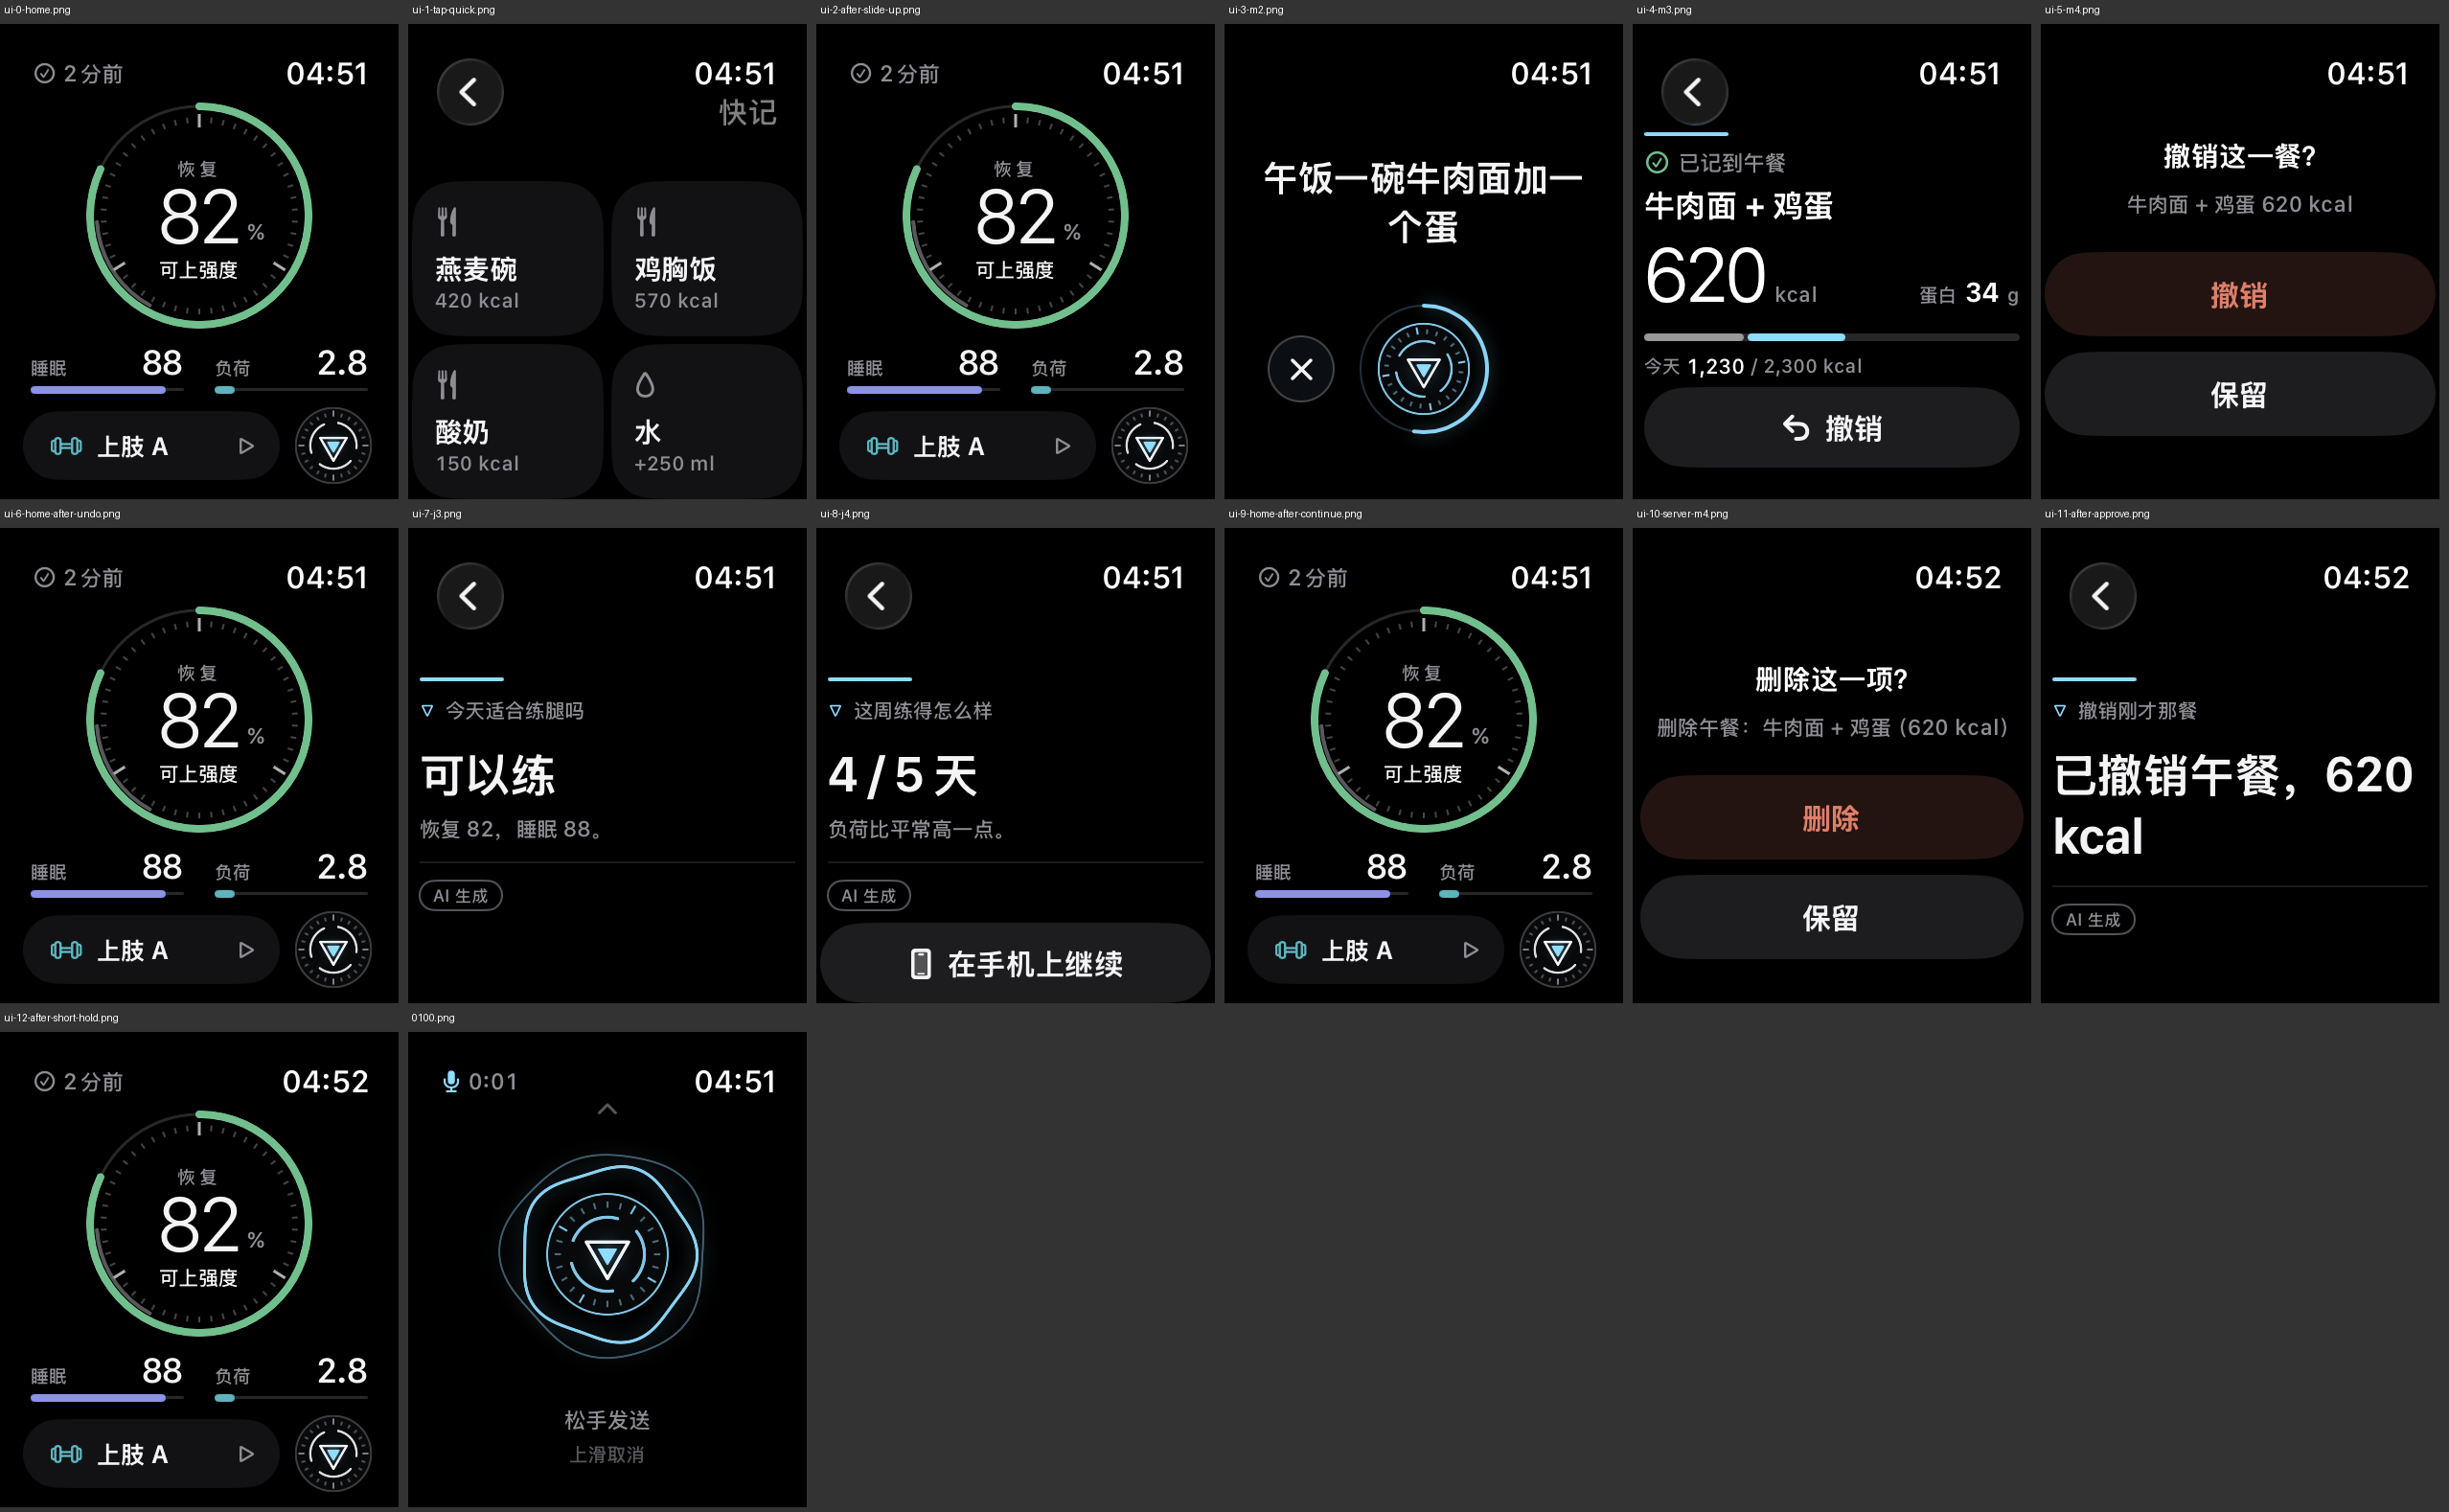 ui-0-home.png
2 分前
04:51
恢复
82 %
可上强度
睡眠 88
负荷 2.8
上肢 A
ui-1-tap-quick.png
04:51
快记
燕麦碗
420 kcal
鸡胸饭
570 kcal
酸奶
150 kcal
水
+250 ml
ui-2-after-slide-up.png
2 分前
04:51
恢复
82 %
可上强度
睡眠 88
负荷 2.8
上肢 A
ui-3-m2.png
04:51
午饭一碗牛肉面加一
个蛋
ui-4-m3.png
04:51
已记到午餐
牛肉面 + 鸡蛋
620 kcal
蛋白 34 g
今天 1,230 / 2,300 kcal
撤销
ui-5-m4.png
04:51
撤销这一餐?
牛肉面 + 鸡蛋 620 kcal
撤销
保留
ui-6-home-after-undo.png
2 分前
04:51
恢复
82 %
可上强度
睡眠 88
负荷 2.8
上肢 A
ui-7-j3.png
04:51
今天适合练腿吗
可以练
恢复 82，睡眠 88。
AI 生成
ui-8-j4.png
04:51
这周练得怎么样
4 / 5 天
负荷比平常高一点。
AI 生成
在手机上继续
ui-9-home-after-continue.png
2 分前
04:51
恢复
82 %
可上强度
睡眠 88
负荷 2.8
上肢 A
ui-10-server-m4.png
04:52
删除这一项?
删除午餐：牛肉面 + 鸡蛋 (620 kcal)
删除
保留
ui-11-after-approve.png
04:52
撤销刚才那餐
已撤销午餐，620
kcal
AI 生成
ui-12-after-short-hold.png
2 分前
04:52
恢复
82 %
可上强度
睡眠 88
负荷 2.8
上肢 A
0100.png
0:01
04:51
松手发送
上滑取消